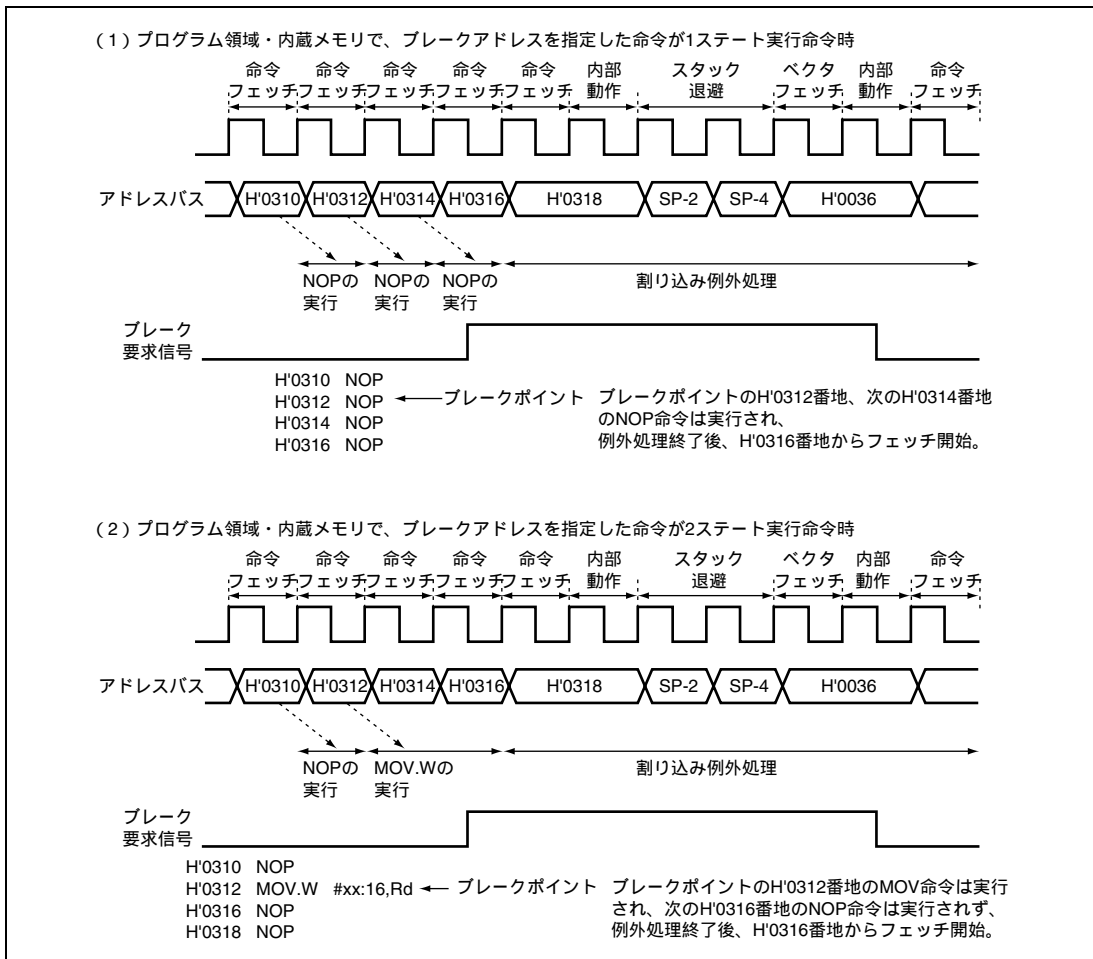 （1）プログラム領域・内蔵メモリで、ブレークアドレスを指定した命令が1ステート実行命令時
命令 命令 命令 命令 命令 内部 スタック ベクタ 内部 命令
フェッチ フェッチ フェッチ フェッチ フェッチ 動作 退避 フェッチ 動作 フェッチ
アドレスバス H'0310 H'0312 H'0314 H'0316 H'0318 SP-2 SP-4 H'0036
NOPの NOPの NOPの 割り込み例外処理
実行 実行 実行
ブレーク
要求信号
H'0310 NOP
H'0312 NOP ブレークポイント ブレークポイントのH'0312番地、次のH'0314番地
H'0314 NOP のNOP命令は実行され、
H'0316 NOP 例外処理終了後、H'0316番地からフェッチ開始。
（2）プログラム領域・内蔵メモリで、ブレークアドレスを指定した命令が2ステート実行命令時
命令 命令 命令 命令 命令 内部 スタック ベクタ 内部 命令
フェッチ フェッチ フェッチ フェッチ フェッチ 動作 退避 フェッチ 動作 フェッチ
アドレスバス H'0310 H'0312 H'0314 H'0316 H'0318 SP-2 SP-4 H'0036
NOPの MOV.Wの 割り込み例外処理
実行 実行
ブレーク
要求信号
H'0310 NOP
H'0312 MOV.W #xx:16,Rd ブレークポイント ブレークポイントのH'0312番地のMOV命令は実行
H'0316 NOP され、次のH'0316番地のNOP命令は実行されず、
H'0318 NOP 例外処理終了後、H'0316番地からフェッチ開始。